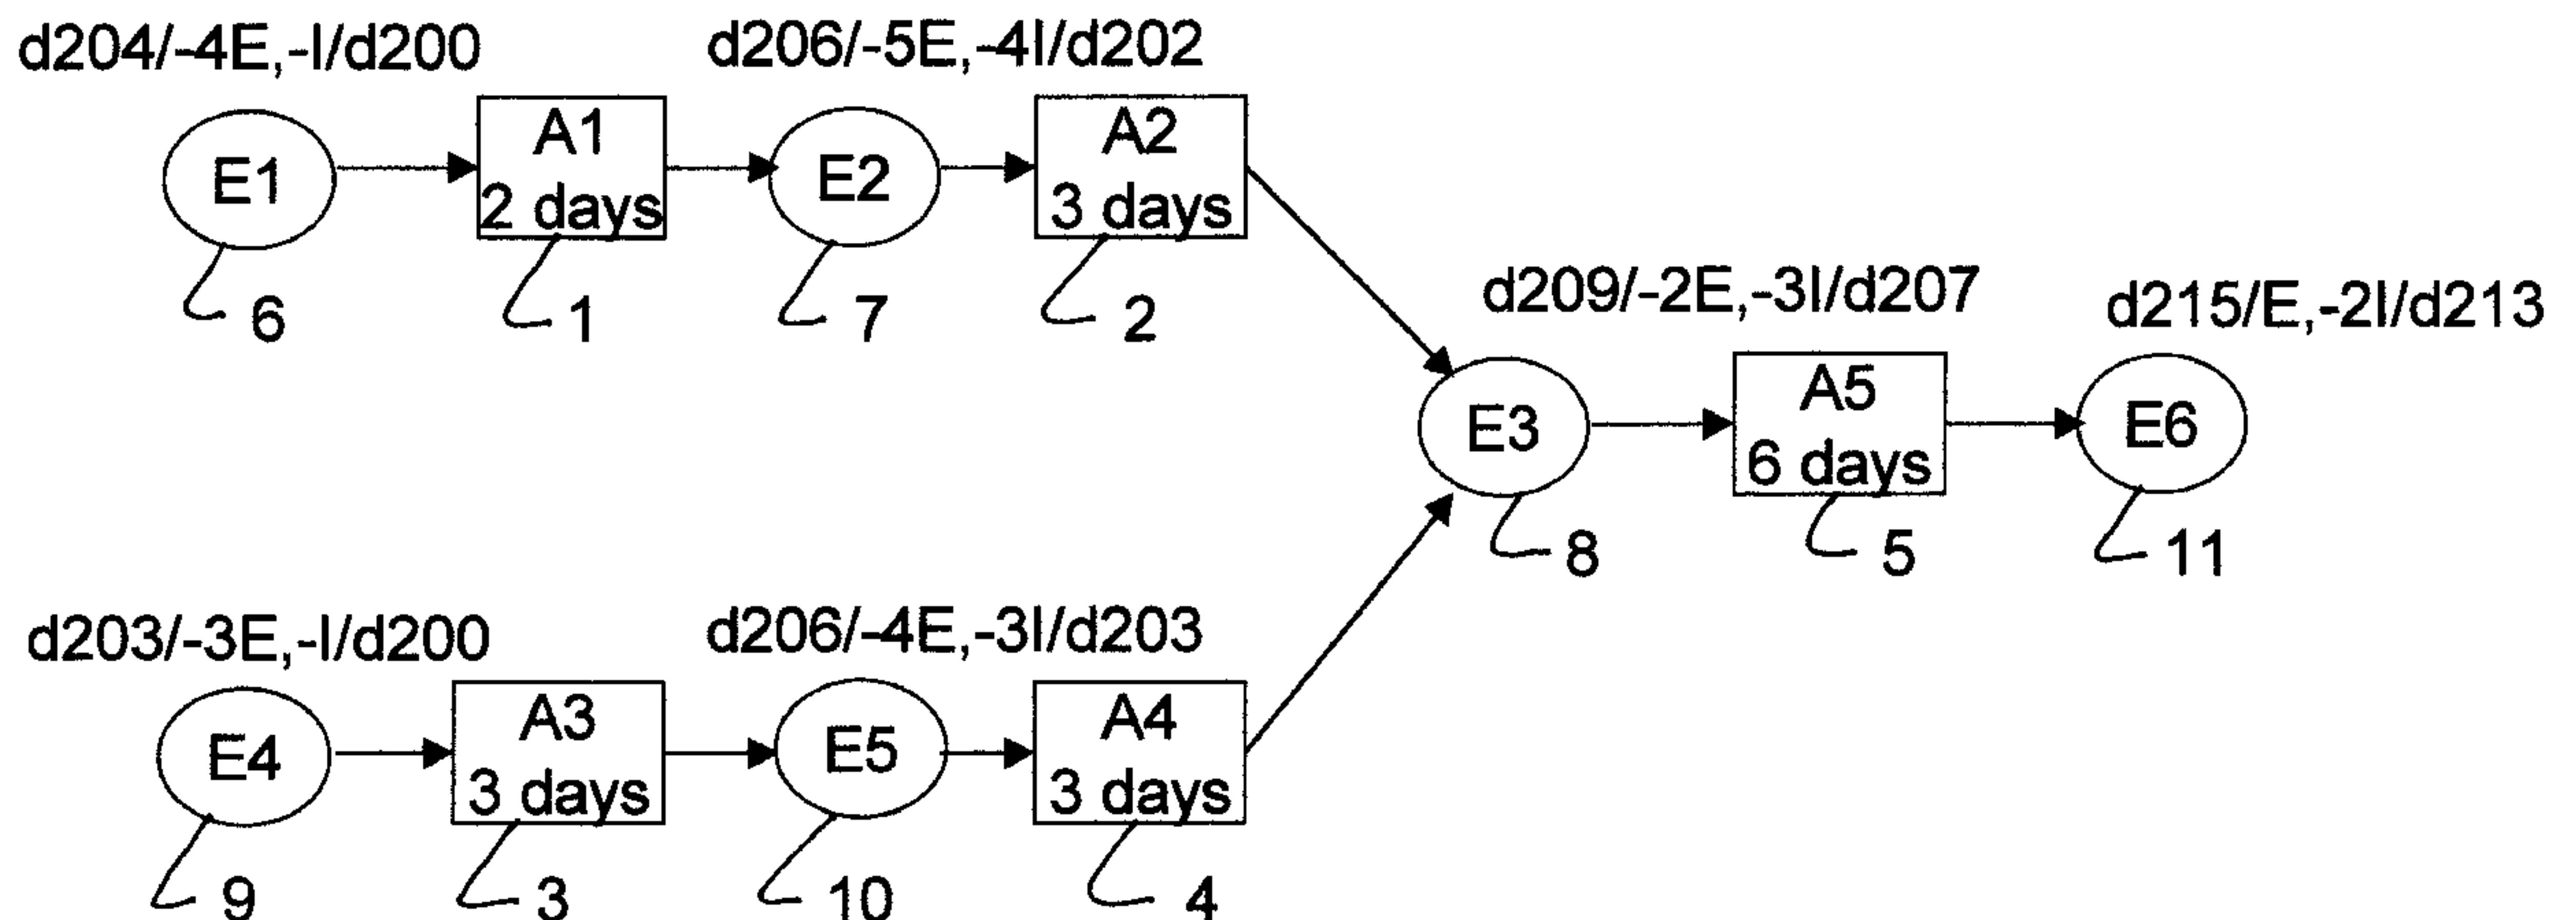 d204/-4E,-I/d200
d206/-5E,-4I/d202
E1
A1
2 days
E2
A2
3 days
6
1
7
2
d209/-2E,-3I/d207
d215/E,-2I/d213
E3
A5
6 days
E6
8
5
11
d203/-3E,-I/d200
d206/-4E,-3I/d203
E4
A3
3 days
E5
A4
3 days
9
3
10
4